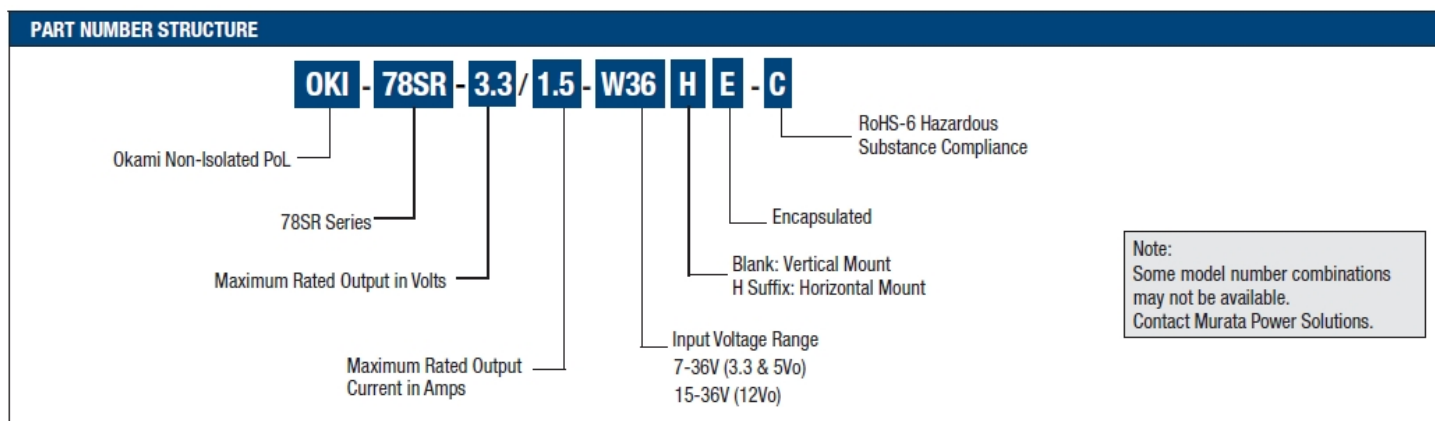 PART NUMBER STRUCTURE
OKI - 78SR - 3.3 / 1.5 - W36 H E - C
RoHS-6 Hazardous
Substance Compliance
Okami Non-Isolated PoL
Encapsulated
78SR Series
Blank: Vertical Mount
H Suffix: Horizontal Mount
Maximum Rated Output in Volts
Input Voltage Range
7-36V (3.3 & 5Vo)
15-36V (12Vo)
Maximum Rated Output
Current in Amps
Note:
Some model number combinations
may not be available.
Contact Murata Power Solutions.